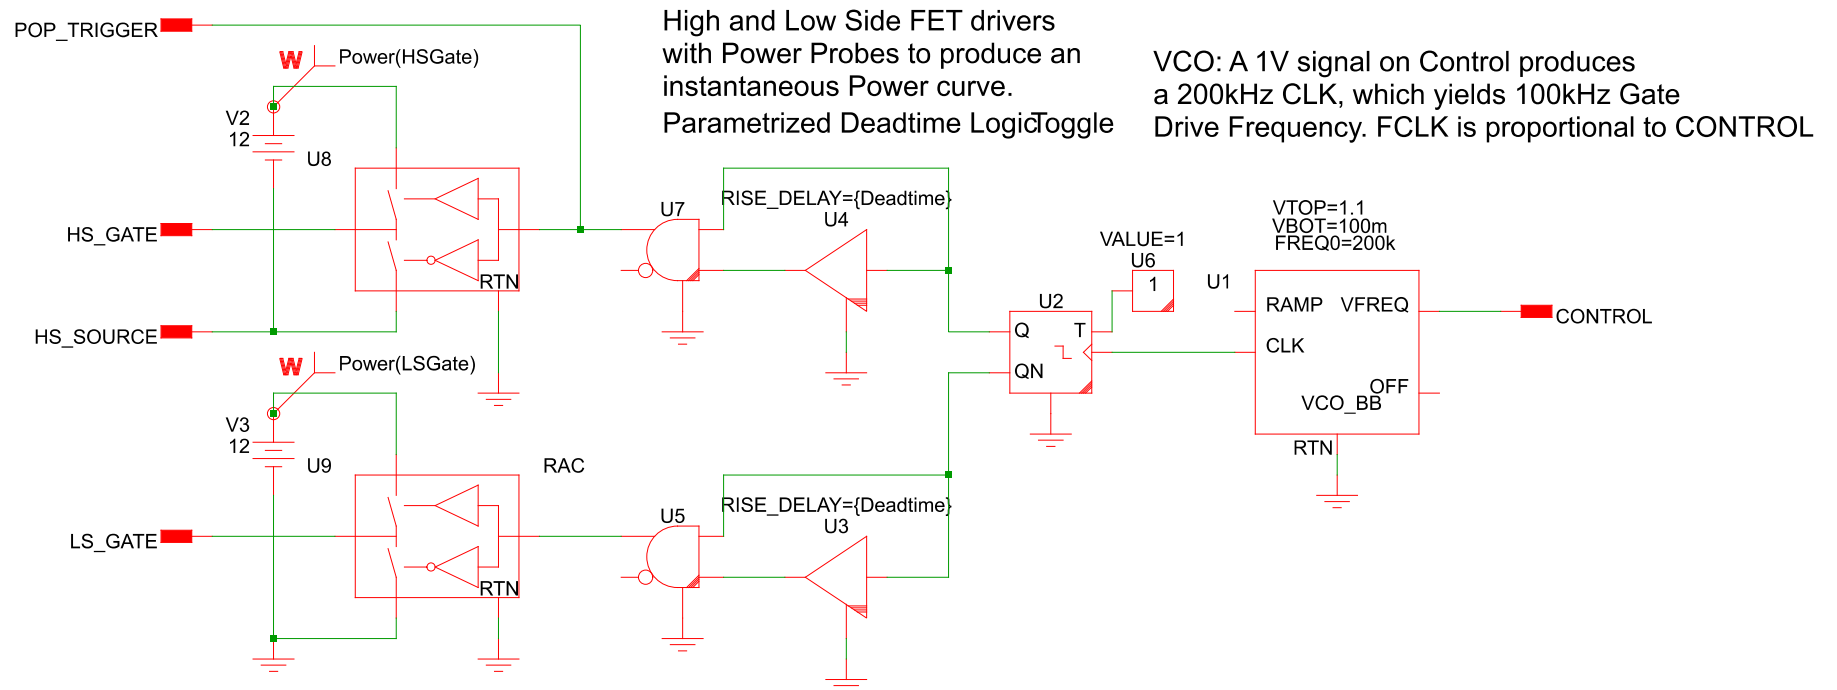 POP_TRIGGER
High and Low Side FET drivers
with Power Probes to produce an
instantaneous Power curve.
Parametrized Deadtime Logic
Toggle
VCO: A 1V signal on Control produces
a 200kHz CLK, which yields 100kHz Gate
Drive Frequency. FCLK is proportional to CONTROL
W
Power(HSGate)
V2
12
U8
HS_GATE
RTN
HS_SOURCE
U7
RISE_DELAY={Deadtime}
U4
VALUE=1
U6
1
U2
Q
T
QN
VTOP=1.1
VBOT=100m
FREQ0=200k
U1
RAMP
VFREQ
CLK
OFF
VCO_BB
RTN
CONTROL
W
Power(LSGate)
V3
12
U9
RAC
LS_GATE
RTN
U5
RISE_DELAY={Deadtime}
U3